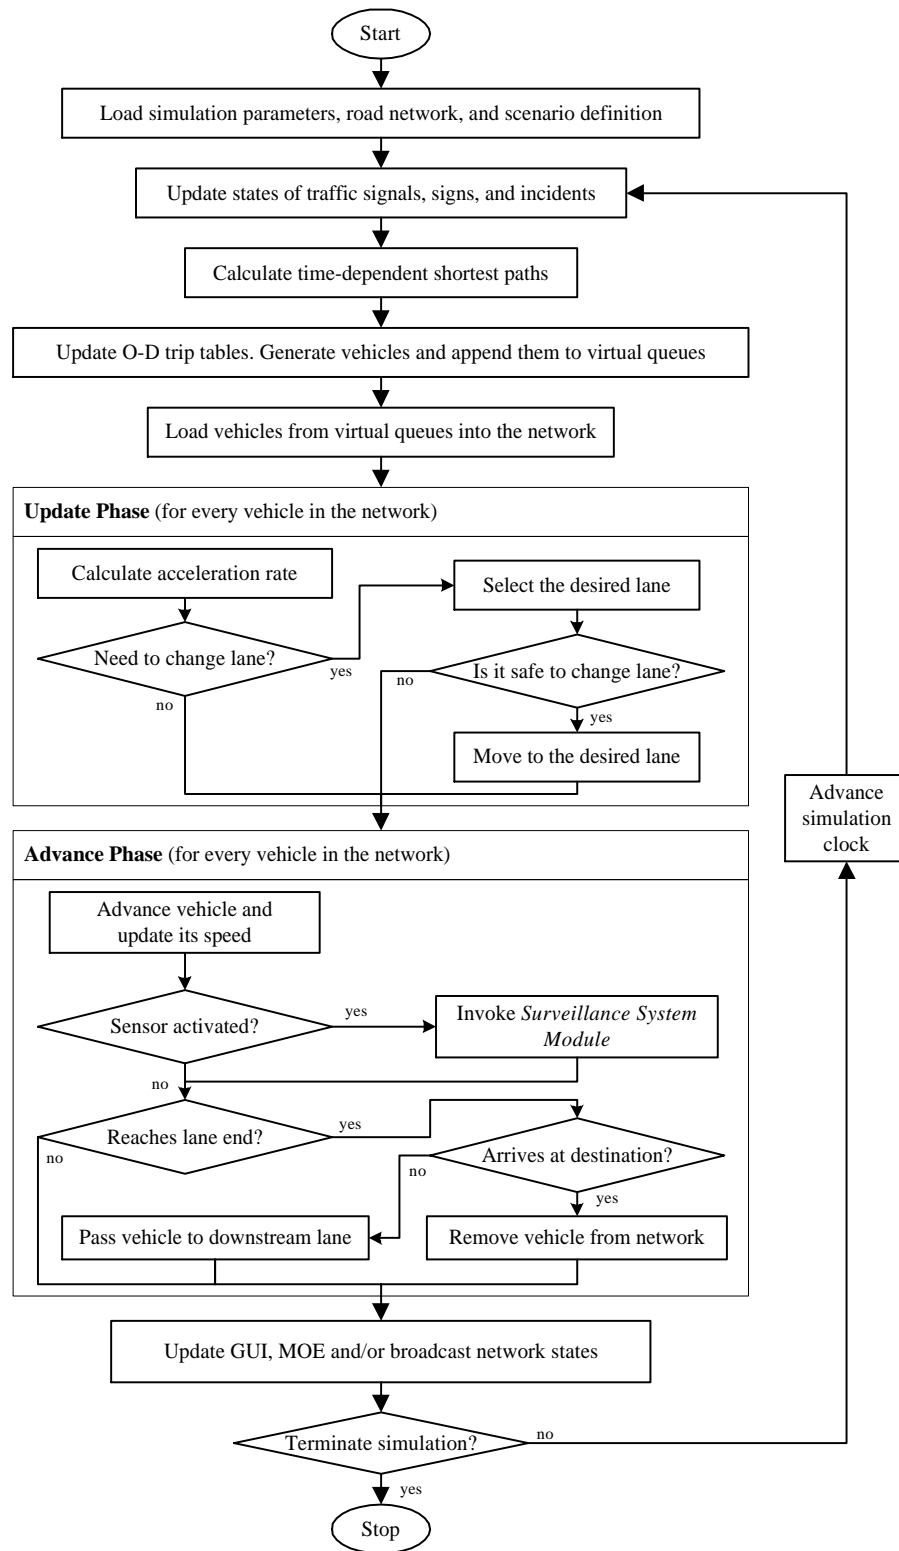 Start
Load simulation parameters, road network, and scenario definition
Update states of traffic signals, signs, and incidents
Calculate time-dependent shortest paths
Update O-D trip tables. Generate vehicles and append them to virtual queues
Load vehicles from virtual queues into the network
Update Phase (for every vehicle in the network)
Calculate acceleration rate
Select the desired lane
Need to change lane?
yes
no
Is it safe to change lane?
no
yes
Move to the desired lane
Advance
simulation
clock
Advance Phase (for every vehicle in the network)
Advance vehicle and
update its speed
Sensor activated?
yes
Invoke Surveillance System
Module
no
Reaches lane end?
yes
no
Arrives at destination?
no
yes
Pass vehicle to downstream lane
Remove vehicle from network
Update GUI, MOE and/or broadcast network states
Terminate simulation?
no
yes
Stop